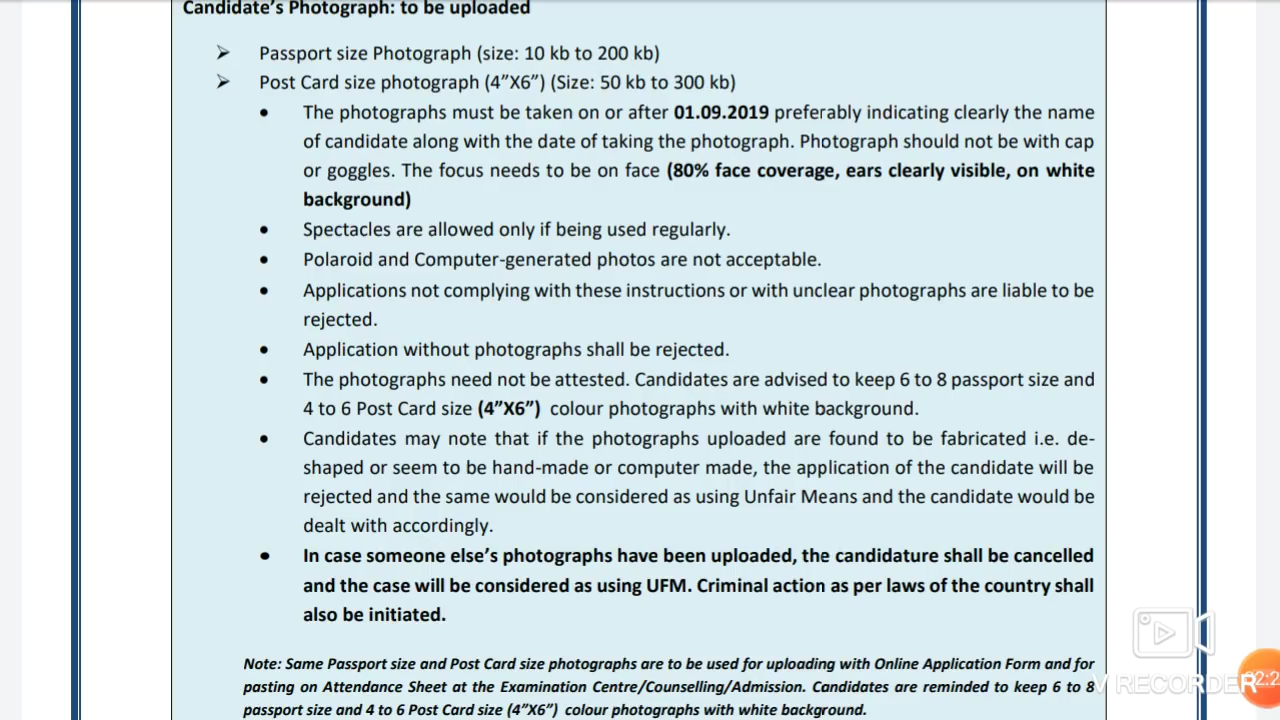 Candidate's Photograph: to be uploaded
➢ Passport size Photograph (size: 10 kb to 200 kb)
➢ Post Card size photograph (4”X6”) (Size: 50 kb to 300 kb)
• The photographs must be taken on or after 01.09.2019 preferably indicating clearly the name
of candidate along with the date of taking the photograph. Photograph should not be with cap
or goggles. The focus needs to be on face (80% face coverage, ears clearly visible, on white
background)
• Spectacles are allowed only if being used regularly.
• Polaroid and Computer-generated photos are not acceptable.
• Applications not complying with these instructions or with unclear photographs are liable to be
rejected.
• Application without photographs shall be rejected.
• The photographs need not be attested. Candidates are advised to keep 6 to 8 passport size and
4 to 6 Post Card size (4”X6”) colour photographs with white background.
• Candidates may note that if the photographs uploaded are found to be fabricated i.e. de-
shaped or seem to be hand-made or computer made, the application of the candidate will be
rejected and the same would be considered as using Unfair Means and the candidate would be
dealt with accordingly.
• In case someone else’s photographs have been uploaded, the candidature shall be cancelled
and the case will be considered as using UFM. Criminal action as per laws of the country shall
also be initiated.
Note: Same Passport size and Post Card size photographs are to be used for uploading with Online Application Form and for
pasting on Attendance Sheet at the Examination Centre/Counselling/Admission. Candidates are reminded to keep 6 to 8
passport size and 4 to 6 Post Card size (4”X6”) colour photographs with white background.
V RECORDER